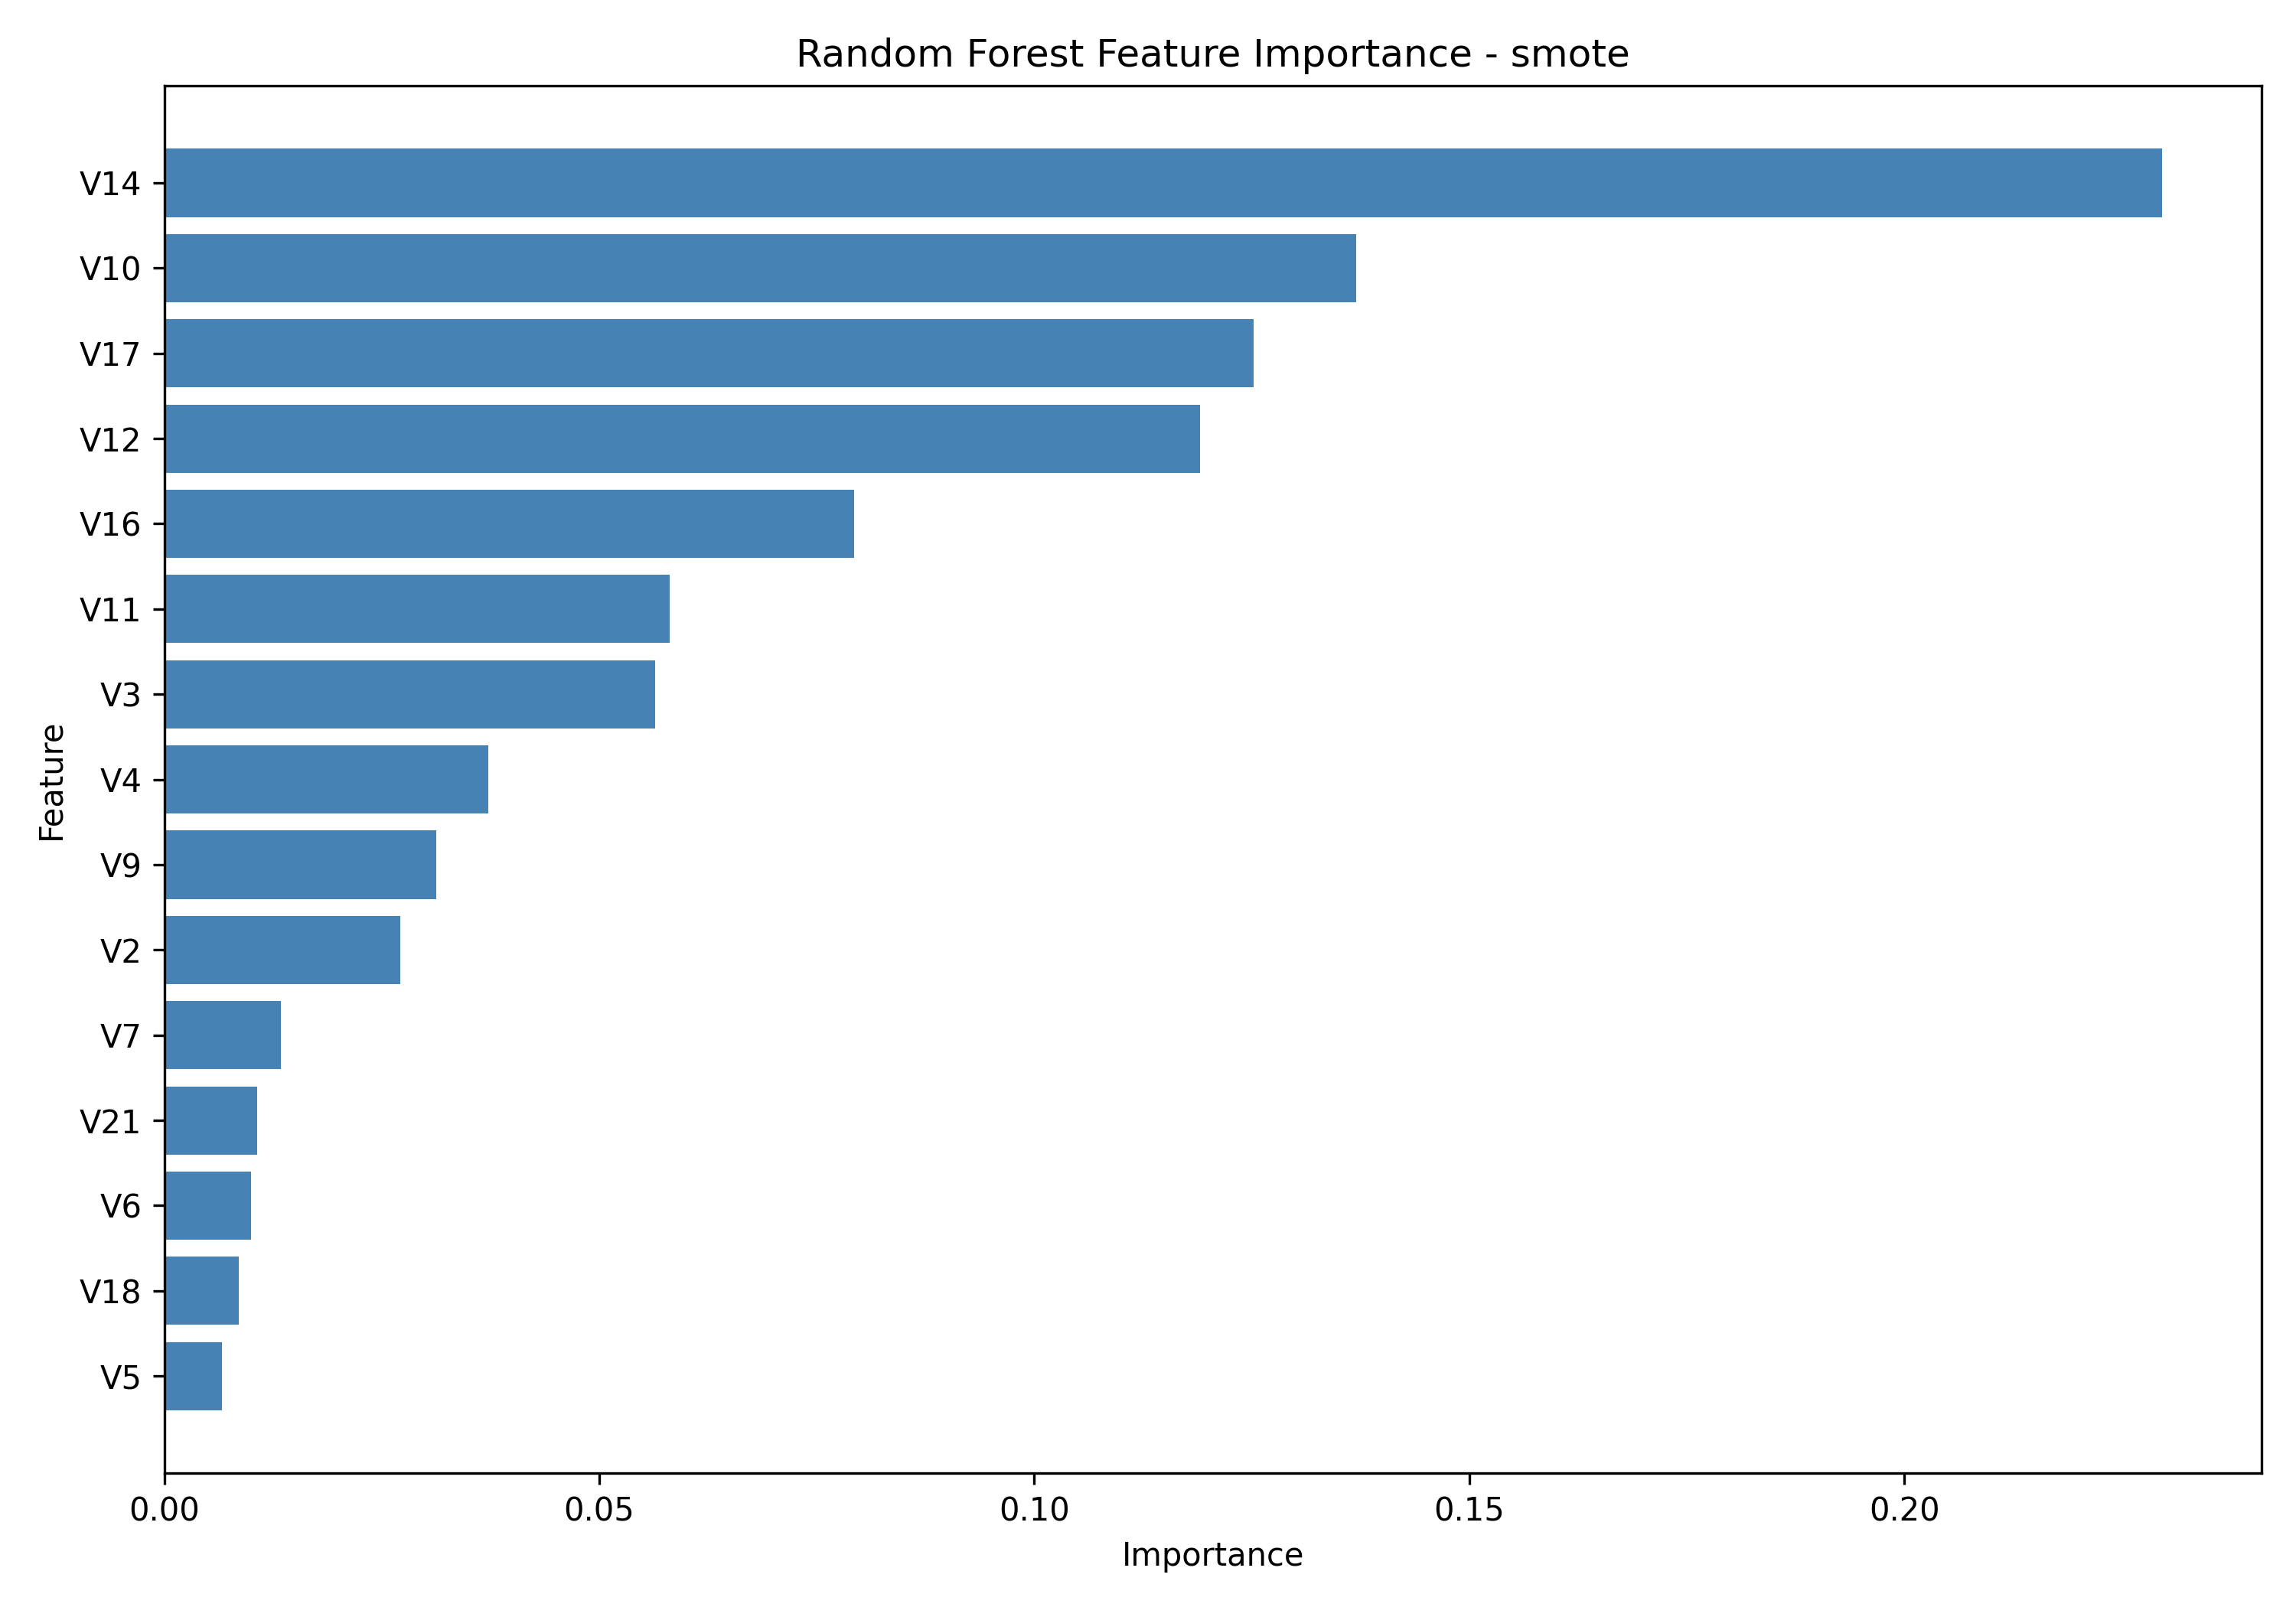 Random Forest Feature Importance - smote
V14
V10
V17
V12
V16
V11
V3
V4
V9
V2
V7
V21
V6
V18
V5
Feature
0.00 0.05 0.10 0.15 0.20
Importance